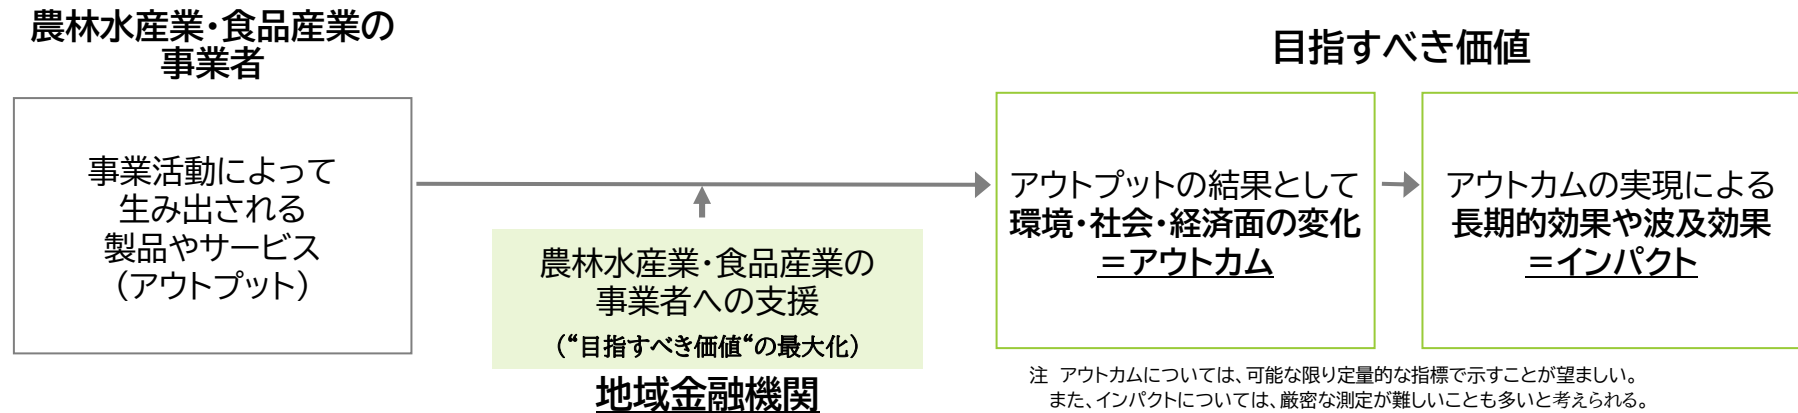 農林水産業・食品産業の
事業者
事業活動によって
生み出される
製品やサービス
（アウトプット）
農林水産業・食品産業の
事業者への支援
（“目指すべき価値“の最大化）
地域金融機関
目指すべき価値
アウトプットの結果として
環境・社会・経済面の変化
＝アウトカム
アウトカムの実現による
長期的効果や波及効果
＝インパクト
注　アウトカムについては、可能な限り定量的な指標で示すことが望ましい。
また、インパクトについては、厳密な測定が難しいことも多いと考えられる。